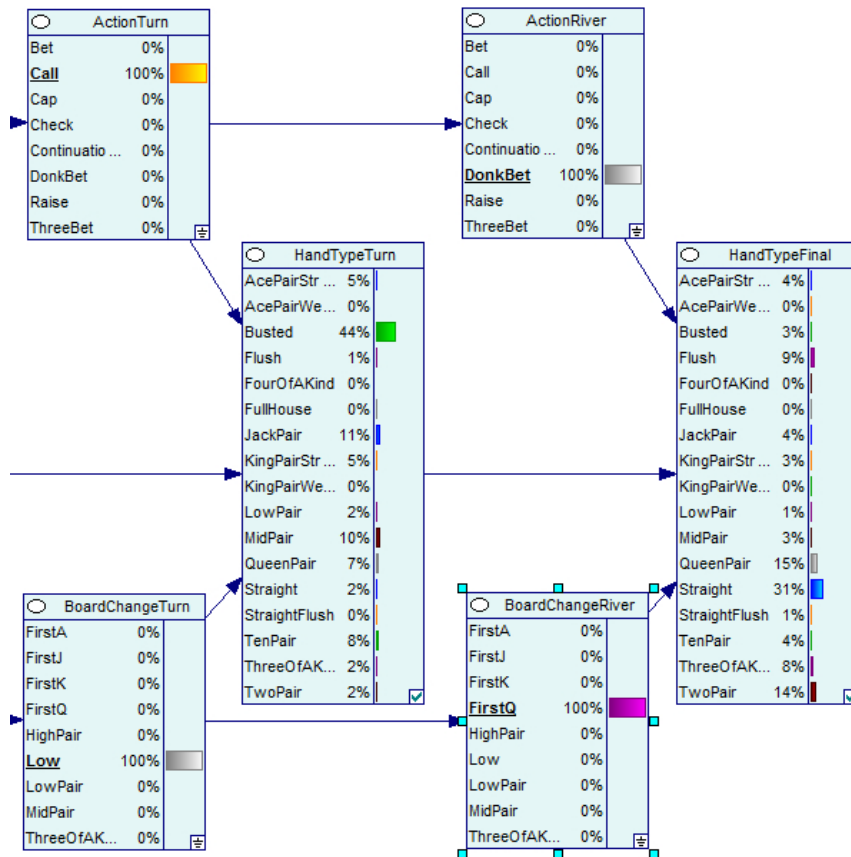 ActionTurn
Bet 0%
Call 100%
Cap 0%
Check 0%
Continuatio ... 0%
DonkBet 0%
Raise 0%
ThreeBet 0%
ActionRiver
Bet 0%
Call 0%
Cap 0%
Check 0%
Continuatio ... 0%
DonkBet 100%
Raise 0%
ThreeBet 0%
HandTypeTurn
AcePairStr ... 5%
AcePairWe... 0%
Busted 44%
Flush 1%
FourOfAKind 0%
FullHouse 0%
JackPair 11%
KingPairStr ... 5%
KingPairWe... 0%
LowPair 2%
MidPair 10%
QueenPair 7%
Straight 2%
StraightFlush 0%
TenPair 8%
ThreeOfAK... 2%
TwoPair 2%
HandTypeFinal
AcePairStr ... 4%
AcePairWe... 0%
Busted 3%
Flush 9%
FourOfAKind 0%
FullHouse 0%
JackPair 4%
KingPairStr ... 3%
KingPairWe... 0%
LowPair 1%
MidPair 3%
QueenPair 15%
Straight 31%
StraightFlush 1%
TenPair 4%
ThreeOfAK... 8%
TwoPair 14%
BoardChangeTurn
FirstA 0%
FirstJ 0%
FirstK 0%
FirstQ 0%
HighPair 0%
Low 100%
LowPair 0%
MidPair 0%
ThreeOfAK... 0%
BoardChangeRiver
FirstA 0%
FirstJ 0%
FirstK 0%
FirstQ 100%
HighPair 0%
Low 0%
LowPair 0%
MidPair 0%
ThreeOfAK... 0%